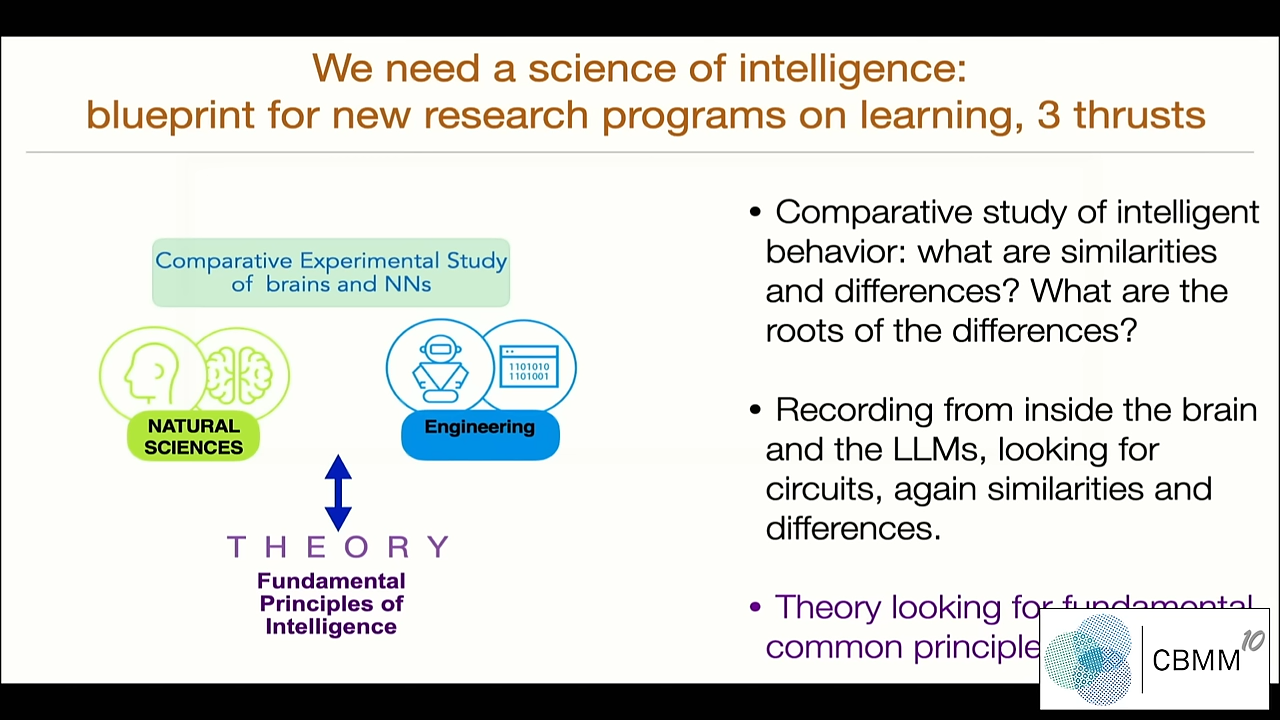 We need a science of intelligence:
blueprint for new research programs on learning, 3 thrusts
Comparative Experimental Study
of brains and NNs
NATURAL
SCIENCES
1101010
1101001
Engineering
THEORY
Fundamental
Principles of
Intelligence
• Comparative study of intelligent
behavior: what are similarities
and differences? What are the
roots of the differences?
• Recording from inside the brain
and the LLMs, looking for
circuits, again similarities and
differences.
• Theory looking for fundamental
common principle
CBMM10